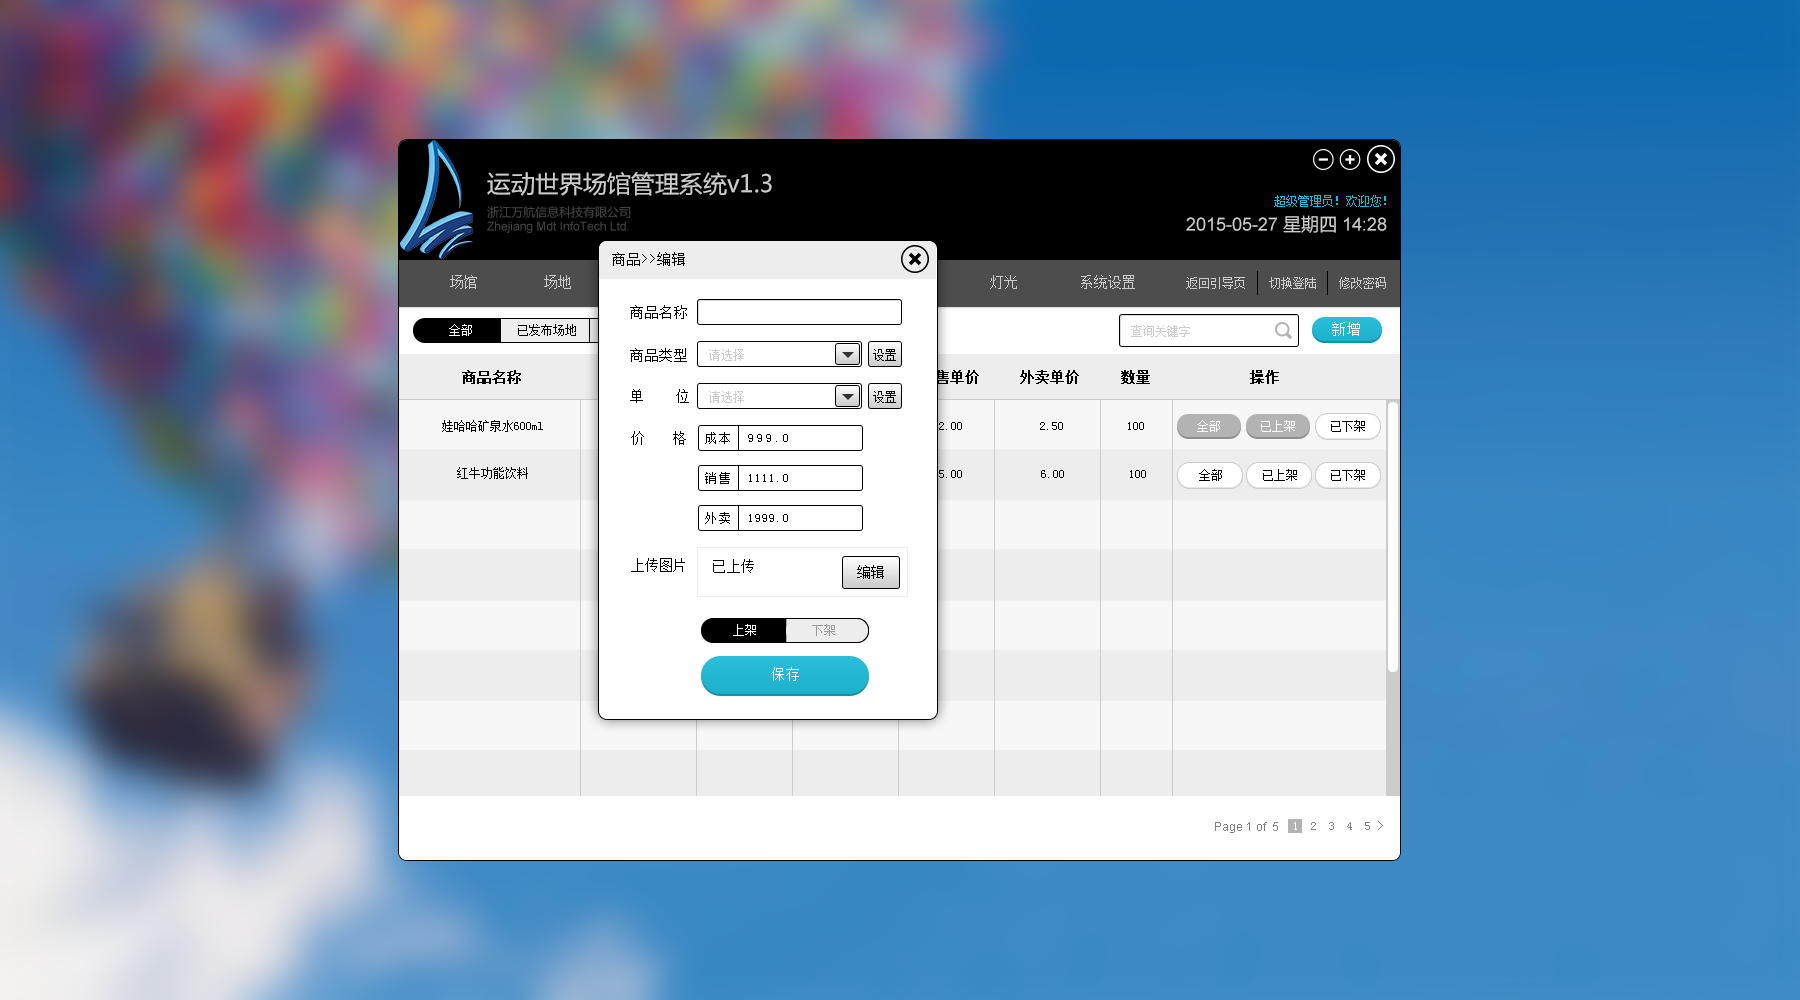 运动世界场馆管理系统v1.3
浙江万航信息科技有限公司
Zhejiang Mdt InfoTech Ltd.
超级管理员！欢迎您！
2015-05-27 星期四 14:28
场馆 场地 灯光 系统设置 返回引导页 切换登陆 修改密码
全部 已发布场地
查询关键字 新增
商品名称 售单价 外卖单价 数量 操作
娃哈哈矿泉水600ml 2.00 2.50 100 全部 已上架 已下架
红牛功能饮料 5.00 6.00 100 全部 已上架 已下架
商品>>编辑
商品名称
商品类型 请选择 设置
单 位 请选择 设置
价 格 成本 999.0
销售 1111.0
外卖 1999.0
上传图片 已上传 编辑
上架 下架
保存
Page 1 of 5 1 2 3 4 5 >